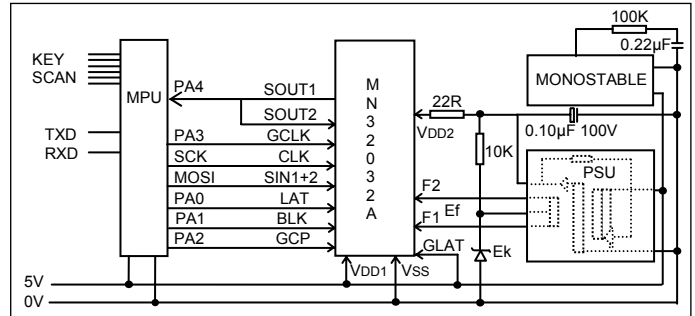 100K
0.22µF
KEY
SCAN
MPU
PA4
SOUT1
SOUT2
M
N
3
2
0
3
2
A
22R
MONOSTABLE
VDD2
0.10µF 100V
TXD
RXD
PA3
GCLK
10K
PSU
SCK
CLK
MOSI
SIN1+2
F2
PA0
LAT
F1
Ef
PA1
BLK
PA2
GCP
GLAT
Ek
VDD1
VSS
5V
0V